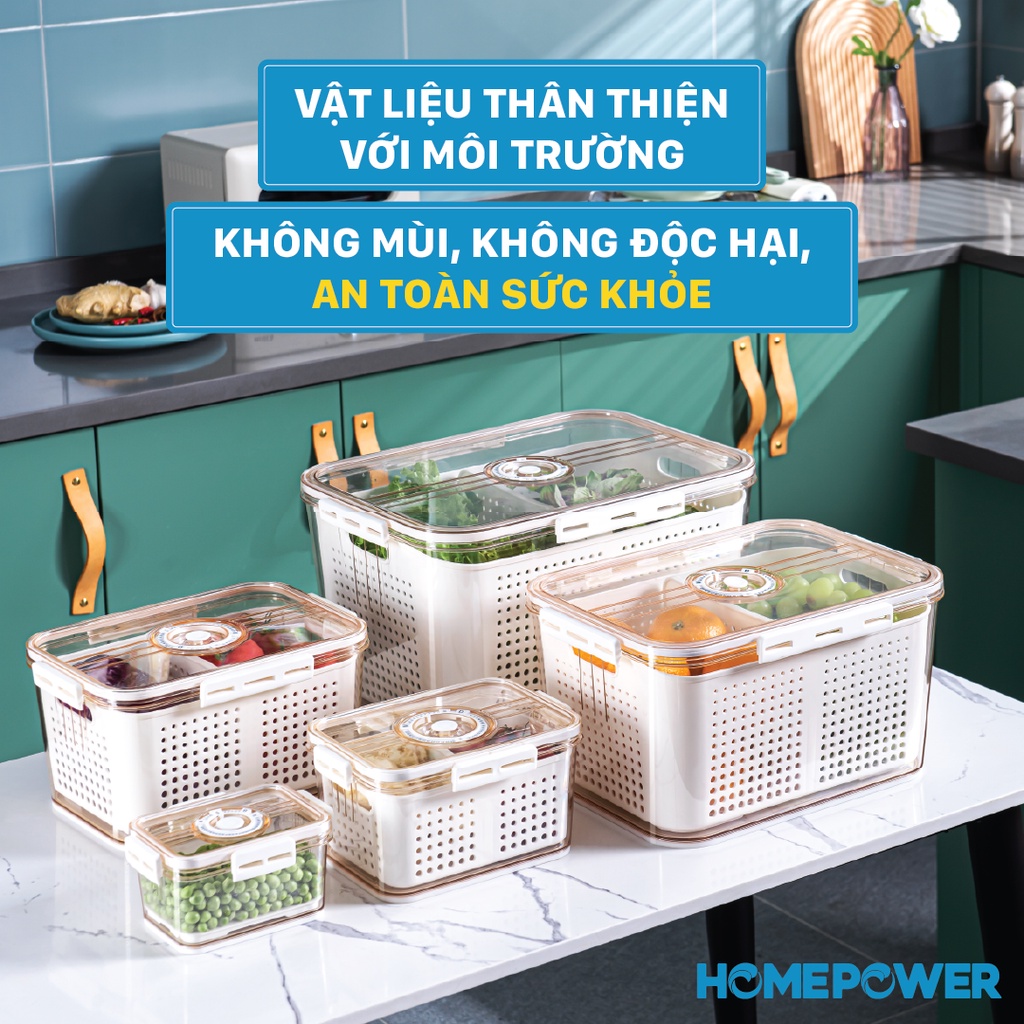 VẬT LIỆU THÂN THIỆN
VỚI MÔI TRƯỜNG
KHÔNG MÙI, KHÔNG ĐỘC HẠI,
AN TOÀN SỨC KHỎE
HOMEPOWER